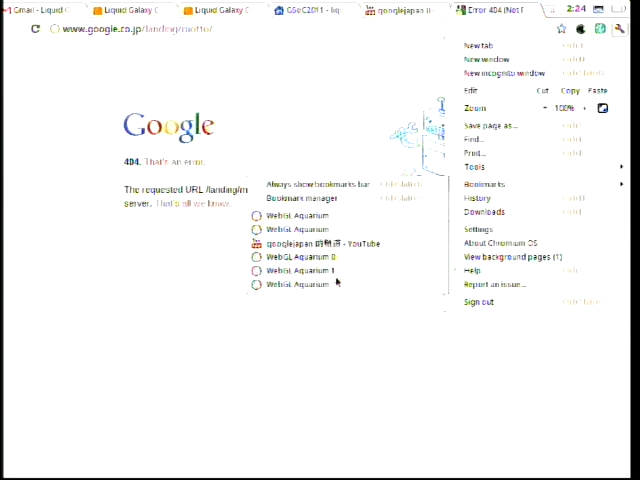 Gmail - Liquid
Liquid Galaxy
Liquid Galaxy
GSoC2011 - liq
googlejapan
Error 404 (Not F
2:24
www.google.co.jp/landing/motto/
New tab
New window
New incognito window
Edit Cut Copy Paste
Zoom - 100% +
Save page as...
Find...
Print...
Tools
Bookmarks
History
Downloads
Settings
About Chromium OS
View background pages (1)
Help
Report an issue...
Sign out
Google
404. That's an error.
The requested URL /landing/m
server. That's all we know.
Always show bookmarks bar
Bookmark manager
WebGL Aquarium
WebGL Aquarium
googlejapan - YouTube
WebGL Aquarium 0
WebGL Aquarium 1
WebGL Aquarium